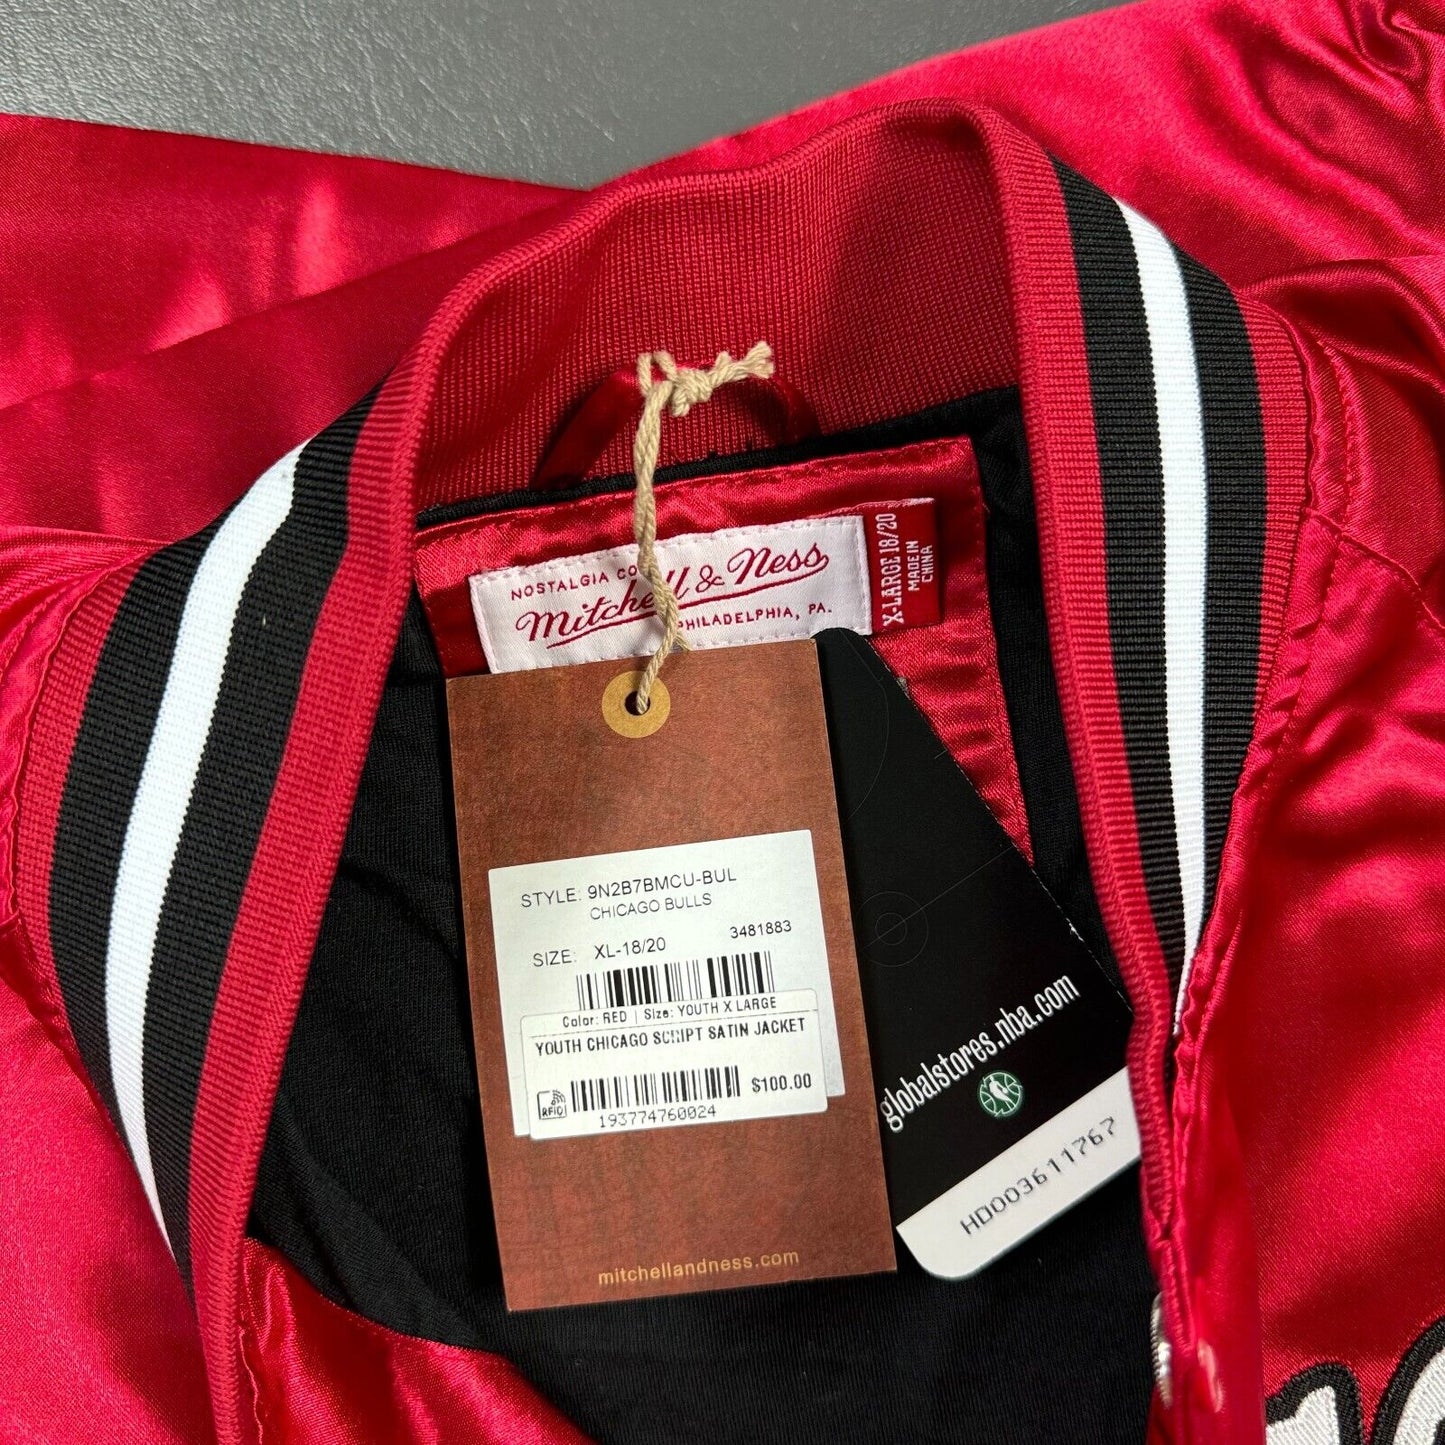 NOSTALGIA CO.
Mitchell & Ness
PHILADELPHIA, PA.
X-LARGE 18/20
MADE IN
CHINA
STYLE: 9N2B7BMCU-BUL
CHICAGO BULLS
3481883
SIZE: XL-18/20
Color: RED | Size: YOUTH X LARGE
YOUTH CHICAGO SCRIPT SATIN JACKET
RFID
$100.00
193774760024
mitchellandness.com
globalstores.nba.com
HD003611767